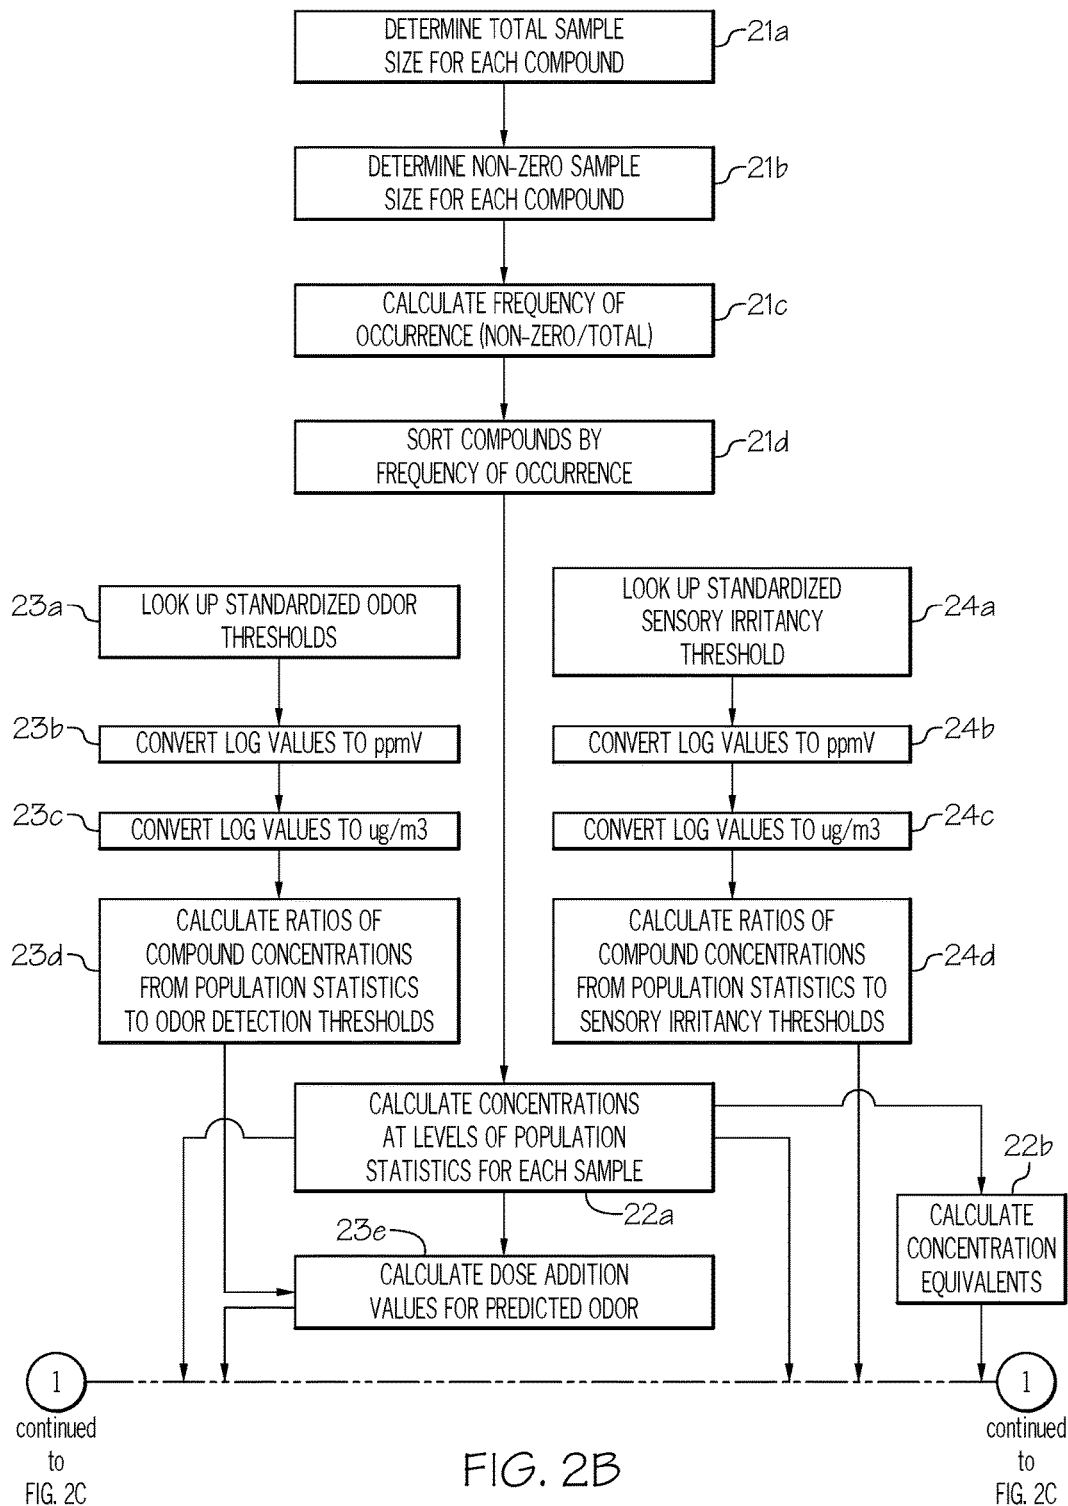 DETERMINE TOTAL SAMPLE
SIZE FOR EACH COMPOUND
21a
DETERMINE NON-ZERO SAMPLE
SIZE FOR EACH COMPOUND
21b
CALCULATE FREQUENCY OF
OCCURRENCE (NON-ZERO/TOTAL)
21c
SORT COMPOUNDS BY
FREQUENCY OF OCCURRENCE
21d
23a
LOOK UP STANDARDIZED ODOR
THRESHOLDS
LOOK UP STANDARDIZED
SENSORY IRRITANCY
THRESHOLD
24a
23b
CONVERT LOG VALUES TO ppmV
CONVERT LOG VALUES TO ppmV
24b
23c
CONVERT LOG VALUES TO ug/m3
CONVERT LOG VALUES TO ug/m3
24c
23d
CALCULATE RATIOS OF
COMPOUND CONCENTRATIONS
FROM POPULATION STATISTICS
TO ODOR DETECTION THRESHOLDS
CALCULATE RATIOS OF
COMPOUND CONCENTRATIONS
FROM POPULATION STATISTICS TO
SENSORY IRRITANCY THRESHOLDS
24d
CALCULATE CONCENTRATIONS
AT LEVELS OF POPULATION
STATISTICS FOR EACH SAMPLE
22a
22b
CALCULATE
CONCENTRATION
EQUIVALENTS
23e
CALCULATE DOSE ADDITION
VALUES FOR PREDICTED ODOR
1
continued
to
FIG. 2C
1
continued
to
FIG. 2C
FIG. 2B